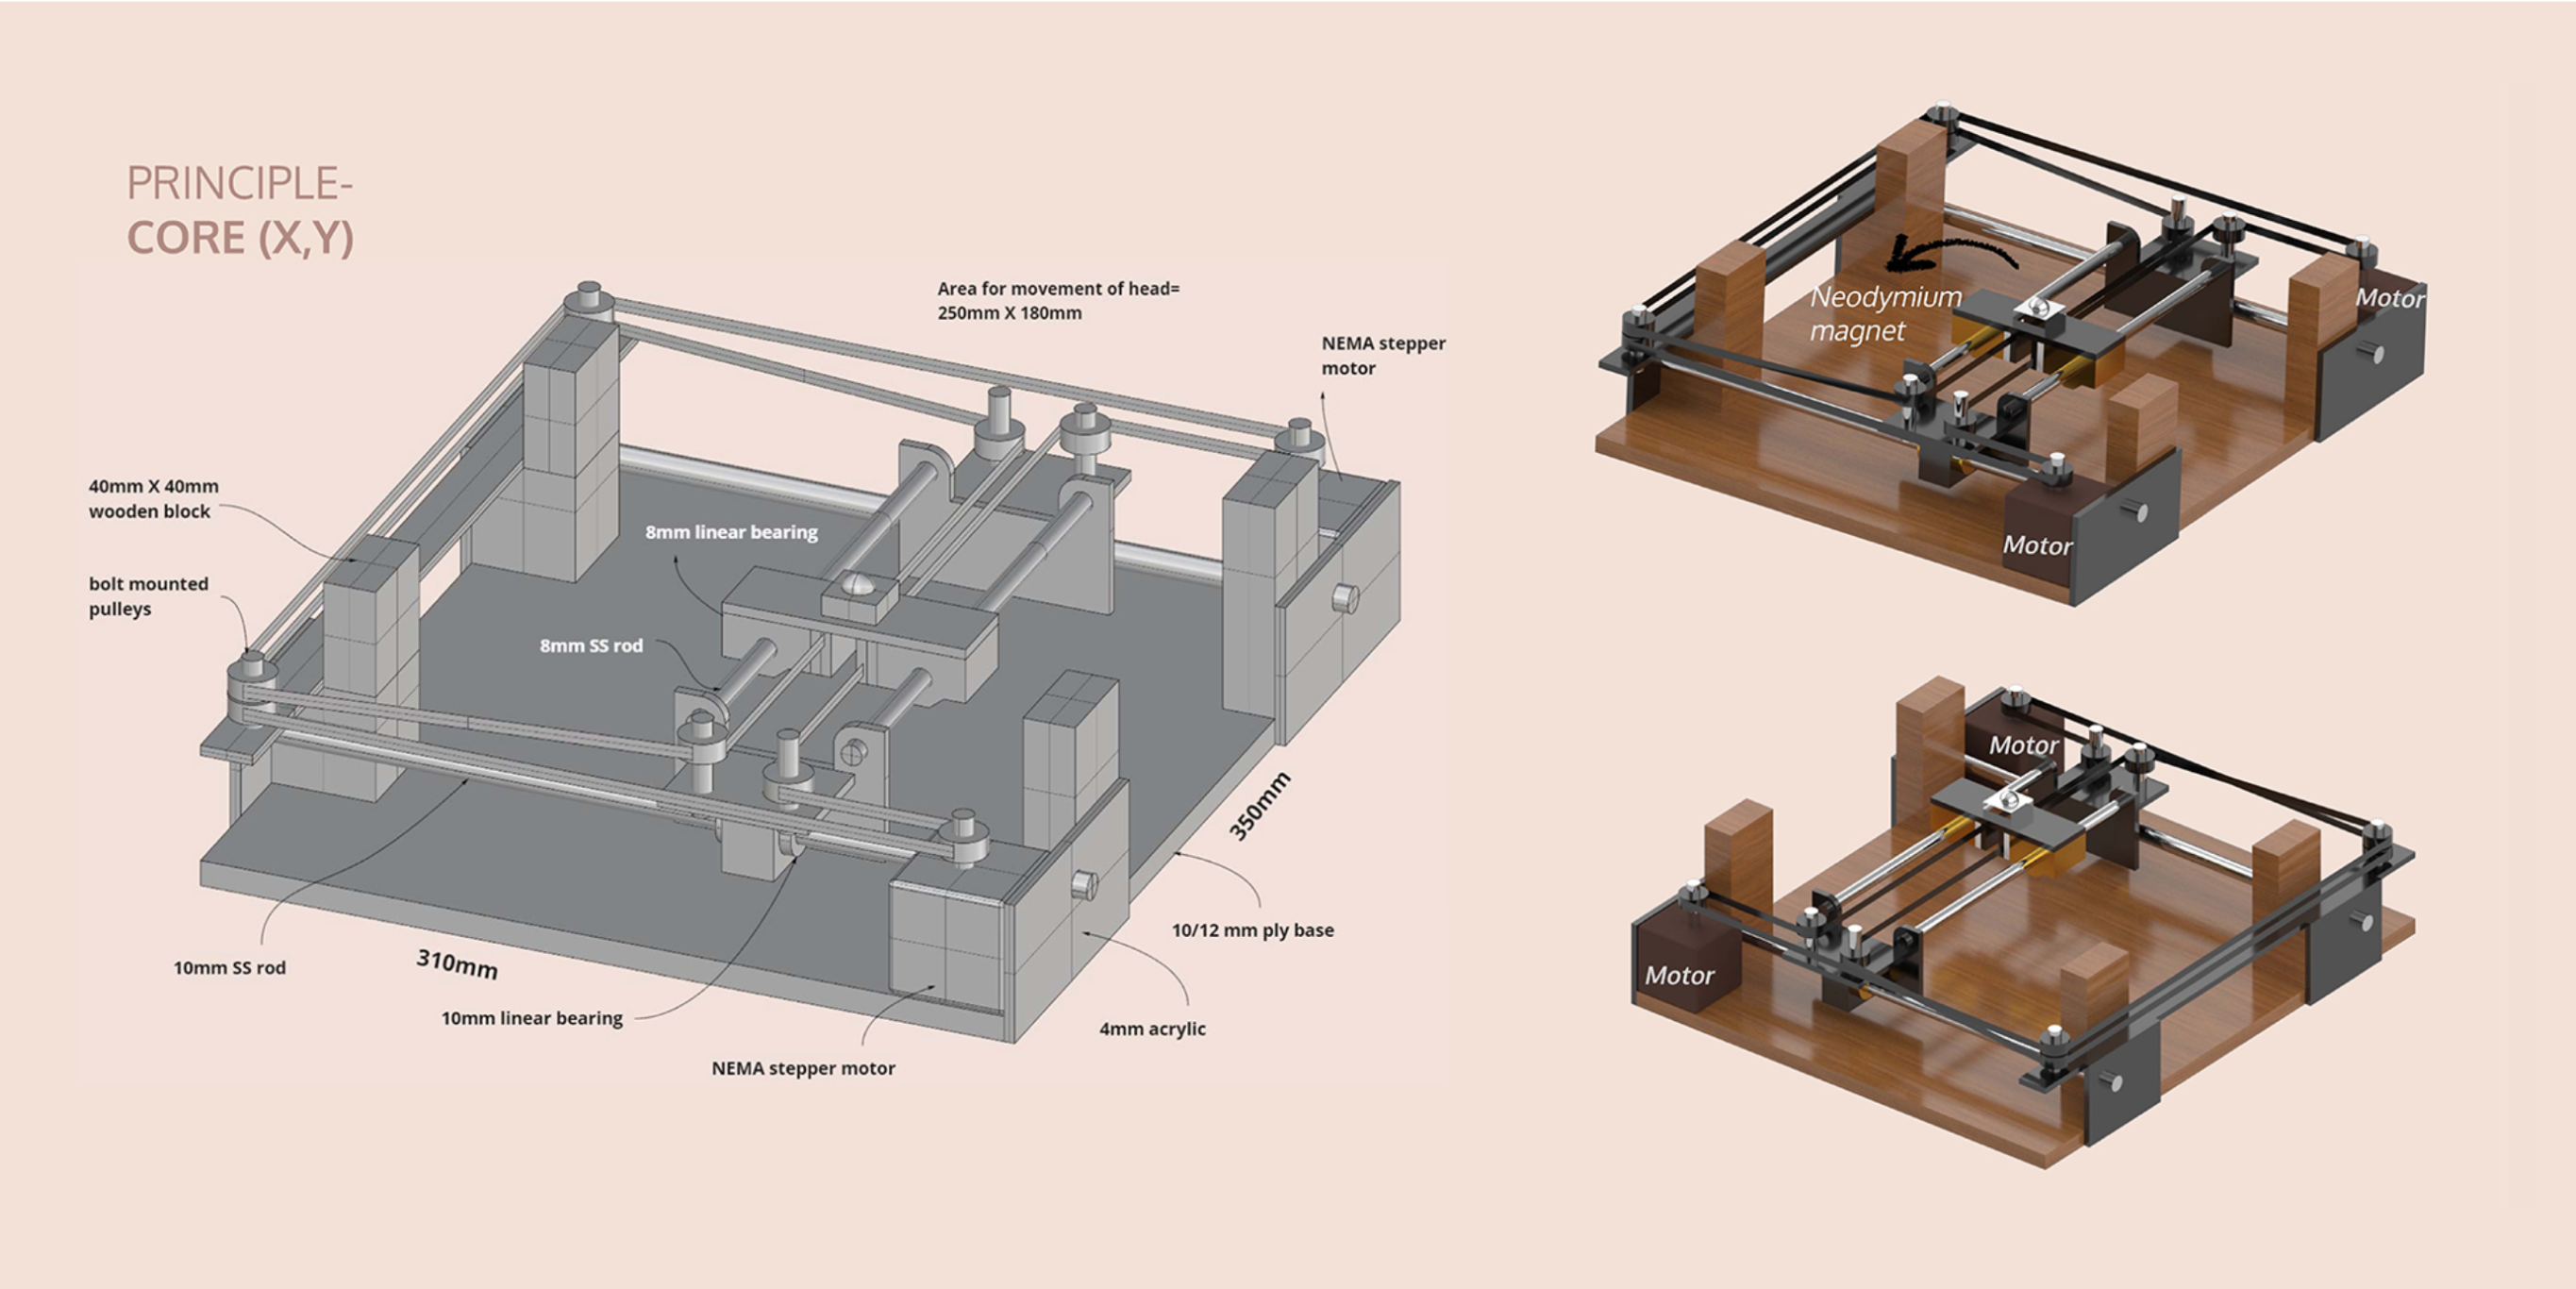 PRINCIPLE-
CORE (X,Y)
Area for movement of head=
250mm X 180mm
NEMA stepper
motor
40mm X 40mm
wooden block
8mm linear bearing
bolt mounted
pulleys
8mm SS rod
350mm
10/12 mm ply base
310mm
10mm SS rod
10mm linear bearing
4mm acrylic
NEMA stepper motor
Neodymium
magnet
Motor
Motor
Motor
Motor